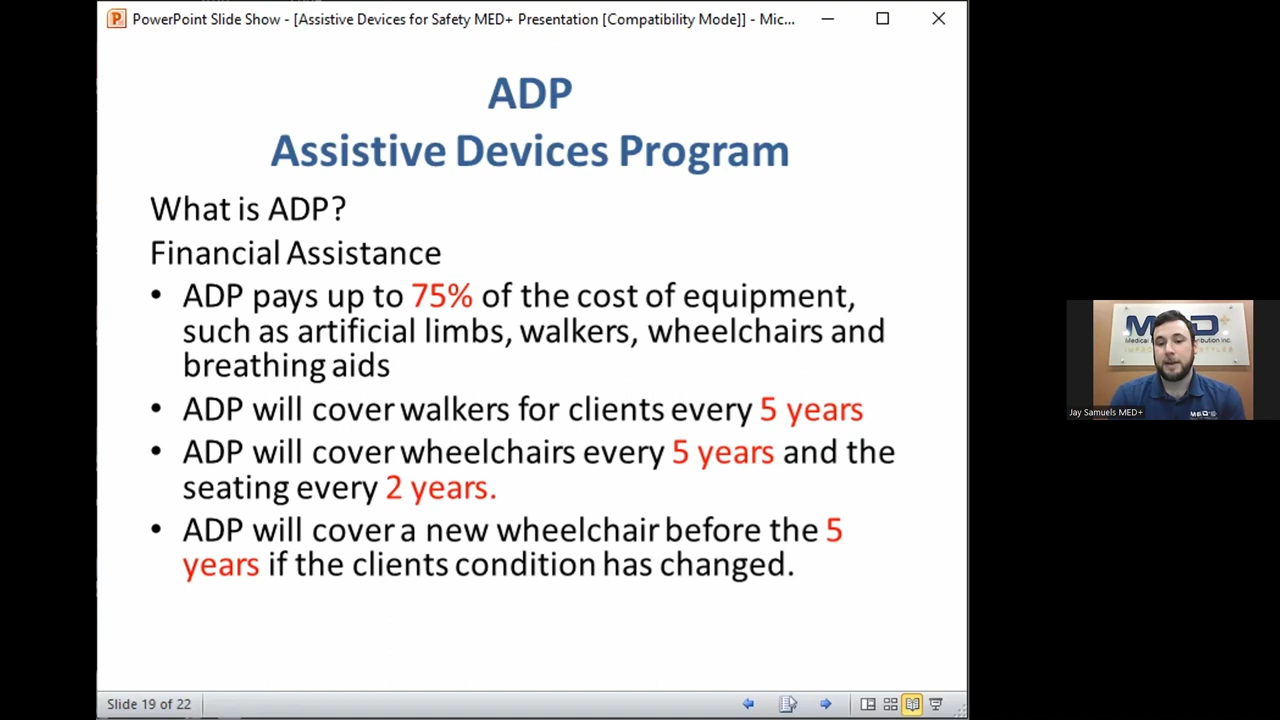 PowerPoint Slide Show - [Assistive Devices for Safety MED+ Presentation [Compatibility Mode]] - Mic...
ADP
Assistive Devices Program
What is ADP?
Financial Assistance
• ADP pays up to 75% of the cost of equipment,
such as artificial limbs, walkers, wheelchairs and
breathing aids
• ADP will cover walkers for clients every 5 years
• ADP will cover wheelchairs every 5 years and the
seating every 2 years.
• ADP will cover a new wheelchair before the 5
years if the clients condition has changed.
Slide 19 of 22
Jay Samuels MED+
MED+